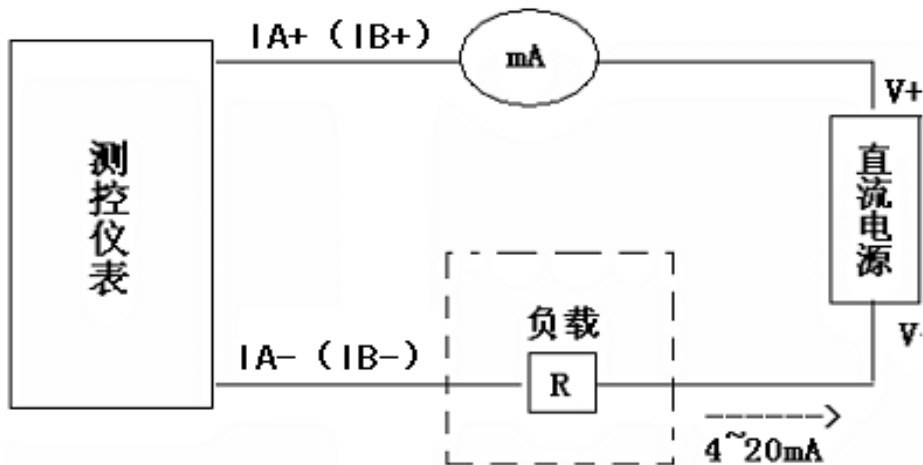 IA+（IB+）
mA
V+
测控仪表
直流电源
负载
V-
IA-（IB-）
R
4~20mA